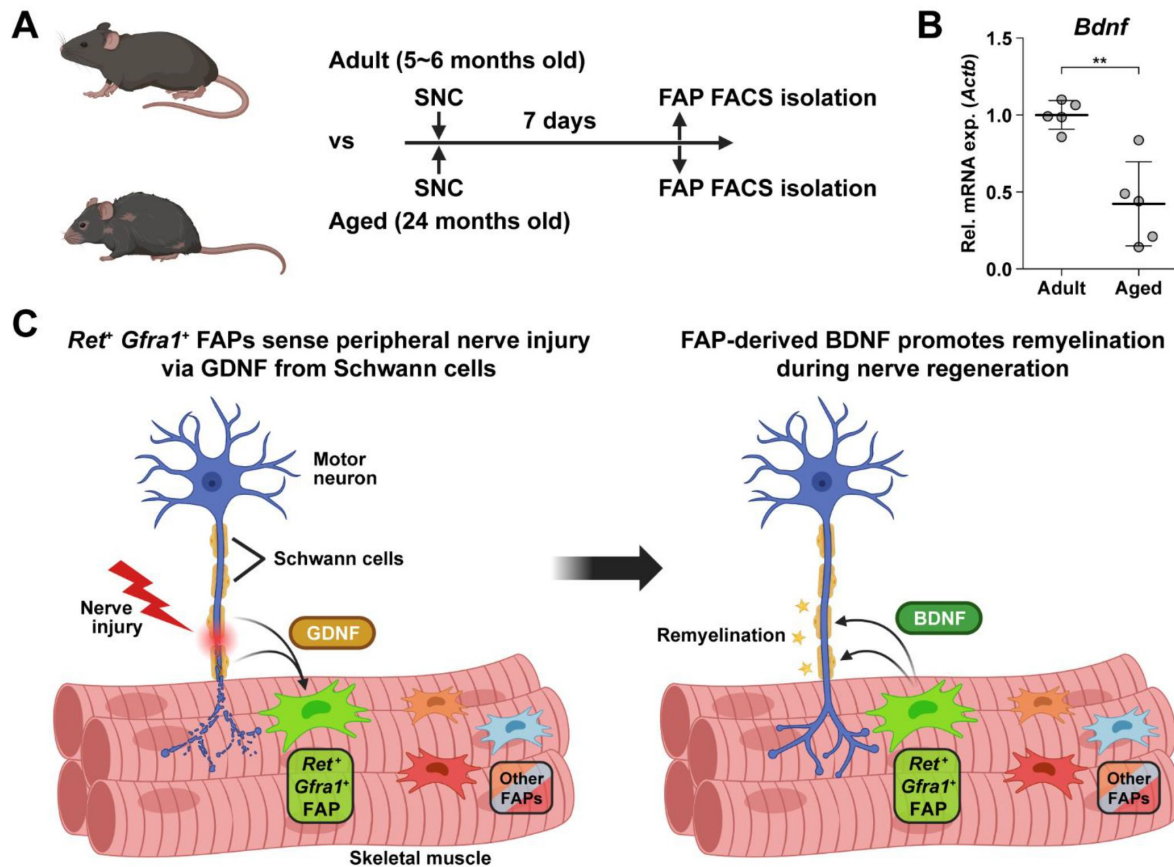 A
Adult (5~6 months old)
SNC
FAP FACS isolation
7 days
vs
SNC
FAP FACS isolation
Aged (24 months old)
B
Bdnf
Rel. mRNA exp. (Actb)
1.5
1.0
0.5
0.0
**
Adult
Aged
C
Ret+ Gfra1+ FAPs sense peripheral nerve injury
via GDNF from Schwann cells
Motor
neuron
Schwann cells
Nerve
injury
GDNF
Ret+
Gfra1+
FAP
Other
FAPs
Skeletal muscle
FAP-derived BDNF promotes remyelination
during nerve regeneration
Remyelination
BDNF
Ret+
Gfra1+
FAP
Other
FAPs